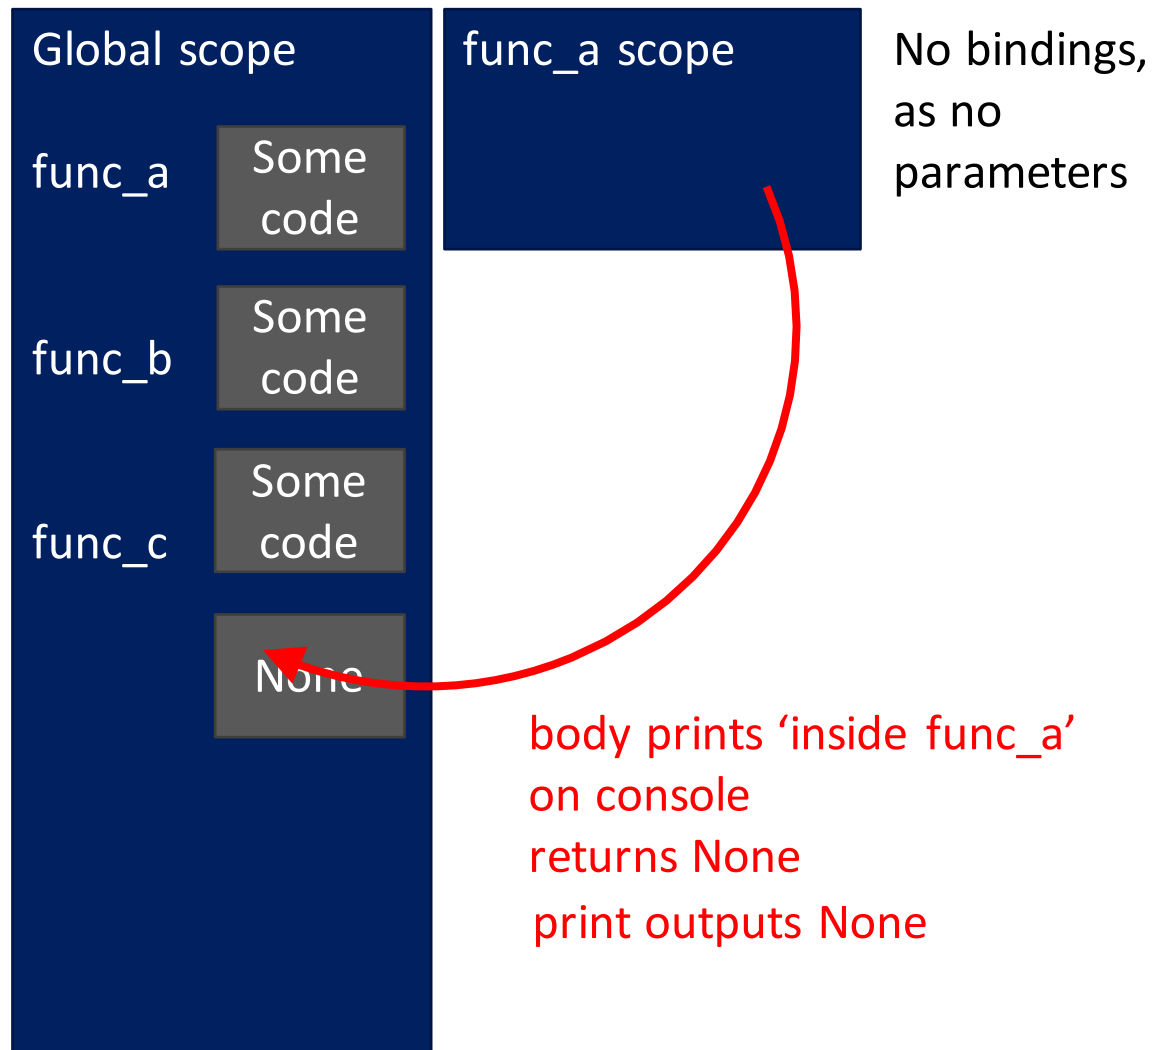 Global scope
func_a
Some
code
func_b
Some
code
func_c
Some
code
None
func_a scope
No bindings,
as no
parameters
body prints ‘inside func_a’
on console
returns None
print outputs None